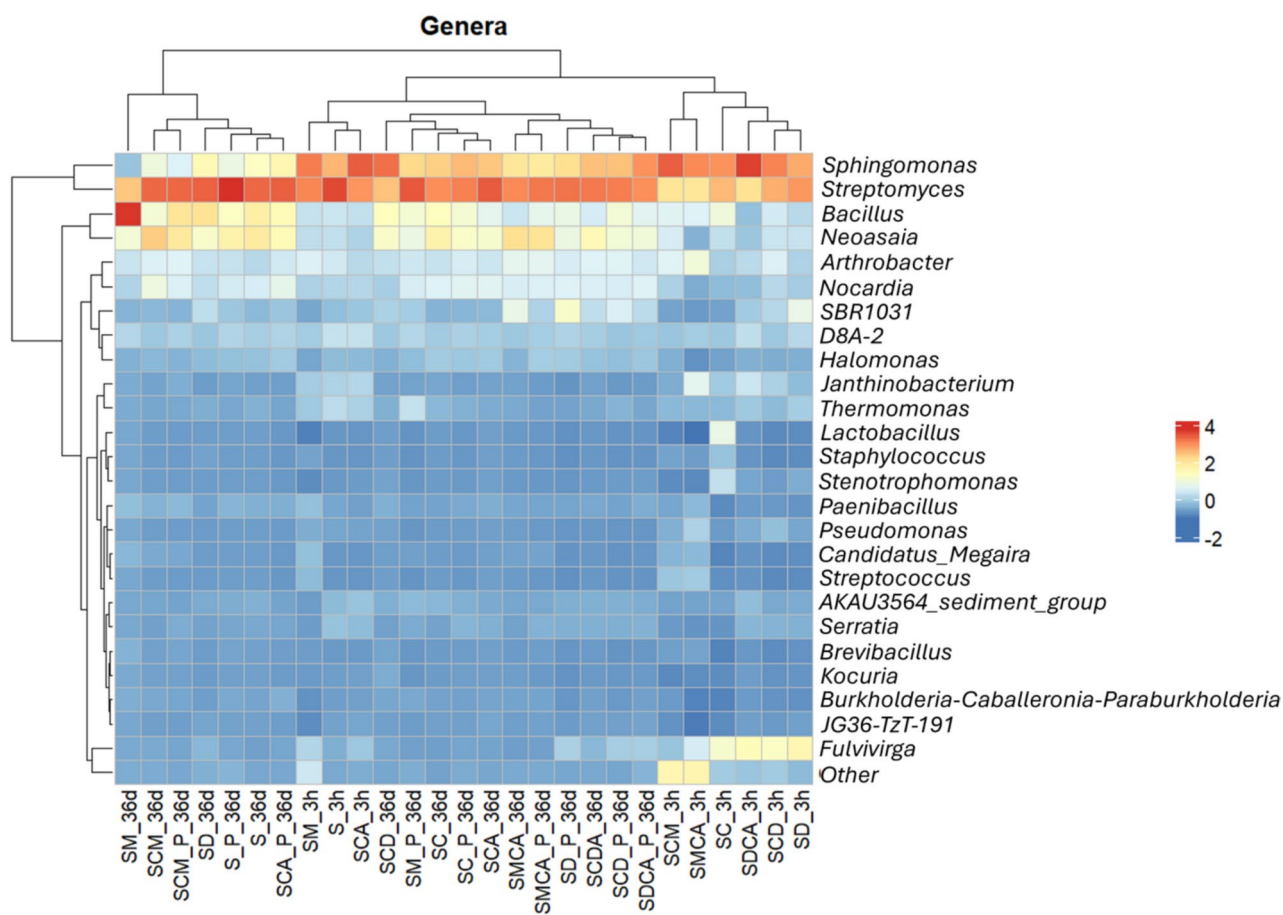 Genera
Sphingomonas
Streptomyces
Bacillus
Neoasaia
Arthrobacter
Nocardia
SBR1031
D8A-2
Halomonas
Janthinobacterium
Thermomonas
Lactobacillus
Staphylococcus
Stenotrophomonas
Paenibacillus
Pseudomonas
Candidatus_Megaira
Streptococcus
AKAU3564_sediment_group
Serratia
Brevibacillus
Kocuria
Burkholderia-Caballeronia-Paraburkholderia
JG36-TzT-191
Fulvivirga
Other
4
2
0
-2
SM_36d
SCM_36d
SCM_P_36d
SD_36d
S_P_36d
S_36d
SCA_P_36d
SM_3h
S_3h
SCA_3h
SCD_36d
SM_P_36d
SC_36d
SC_P_36d
SCA_36d
SMCA_36d
SMCA_P_36d
SD_P_36d
SCDA_36d
SCD_P_36d
SDCA_P_36d
SCM_3h
SMCA_3h
SC_3h
SDCA_3h
SCD_3h
SD_3h